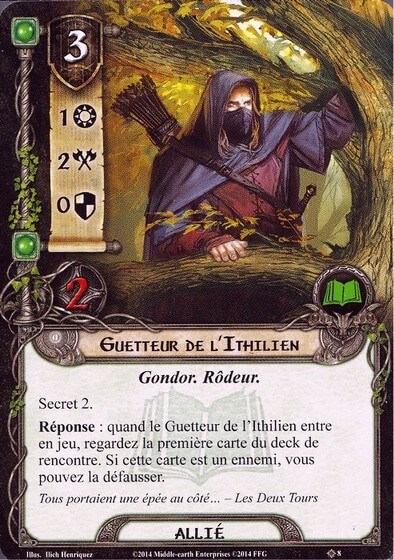 3
1
2
0
2
Guetteur de l'Ithilien
Gondor. Rôdeur.
Secret 2.
Réponse : quand le Guetteur de l'Ithilien entre
en jeu, regardez la première carte du deck de
rencontre. Si cette carte est un ennemi, vous
pouvez la défausser.
Tous portaient une épée au côté… – Les Deux Tours
Allié
Illus. Ilich Henriquez ©2014 Middle-earth Enterprises ©2014 FFG 8